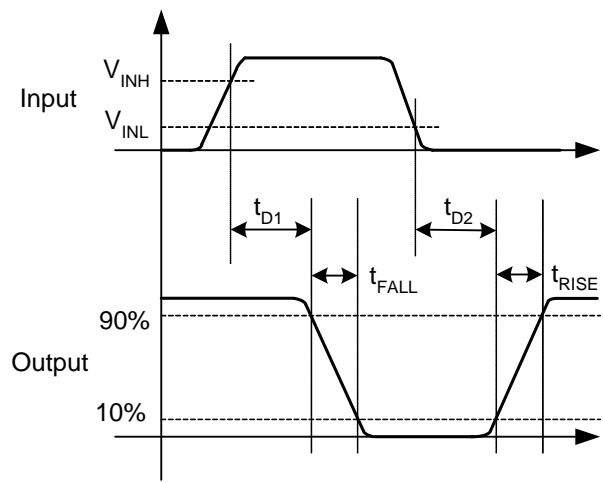 V_INH
Input
V_INL
t_D1
t_D2
t_FALL
t_RISE
90%
Output
10%